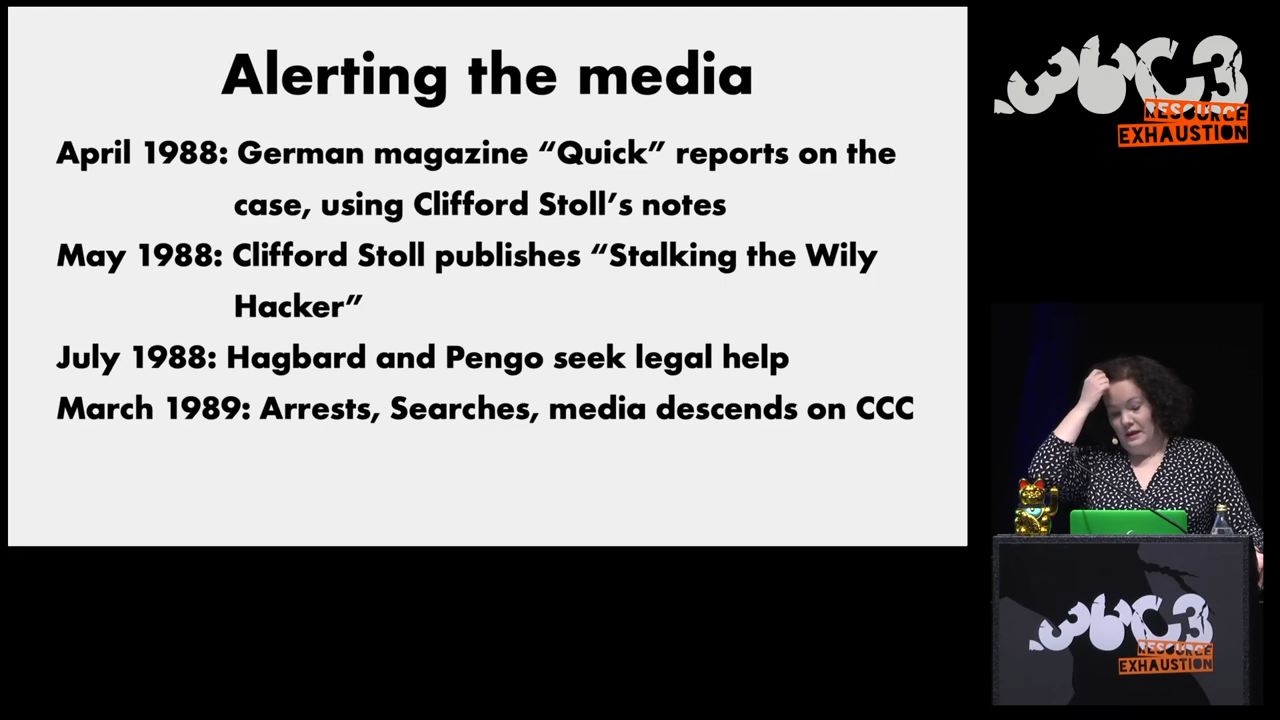 Alerting the media
April 1988: German magazine “Quick” reports on the
case, using Clifford Stoll’s notes
May 1988: Clifford Stoll publishes “Stalking the Wily
Hacker”
July 1988: Hagbard and Pengo seek legal help
March 1989: Arrests, Searches, media descends on CCC
36C3
RESOURCE
EXHAUSTION
36C3
RESOURCE
EXHAUSTION